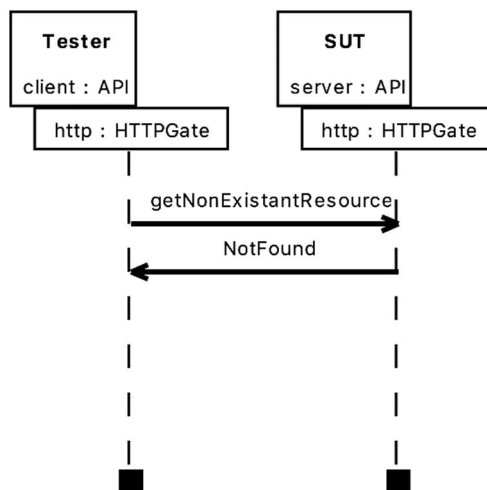 Tester
client : API
http : HTTPGate
SUT
server : API
http : HTTPGate
getNonExistantResource
NotFound